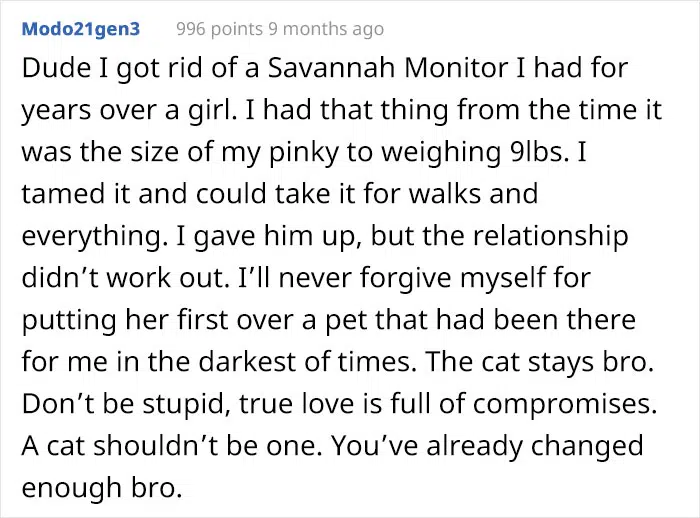 Modo21gen3 996 points 9 months ago
Dude I got rid of a Savannah Monitor I had for
years over a girl. I had that thing from the time it
was the size of my pinky to weighing 9lbs. I
tamed it and could take it for walks and
everything. I gave him up, but the relationship
didn’t work out. I’ll never forgive myself for
putting her first over a pet that had been there
for me in the darkest of times. The cat stays bro.
Don’t be stupid, true love is full of compromises.
A cat shouldn’t be one. You’ve already changed
enough bro.